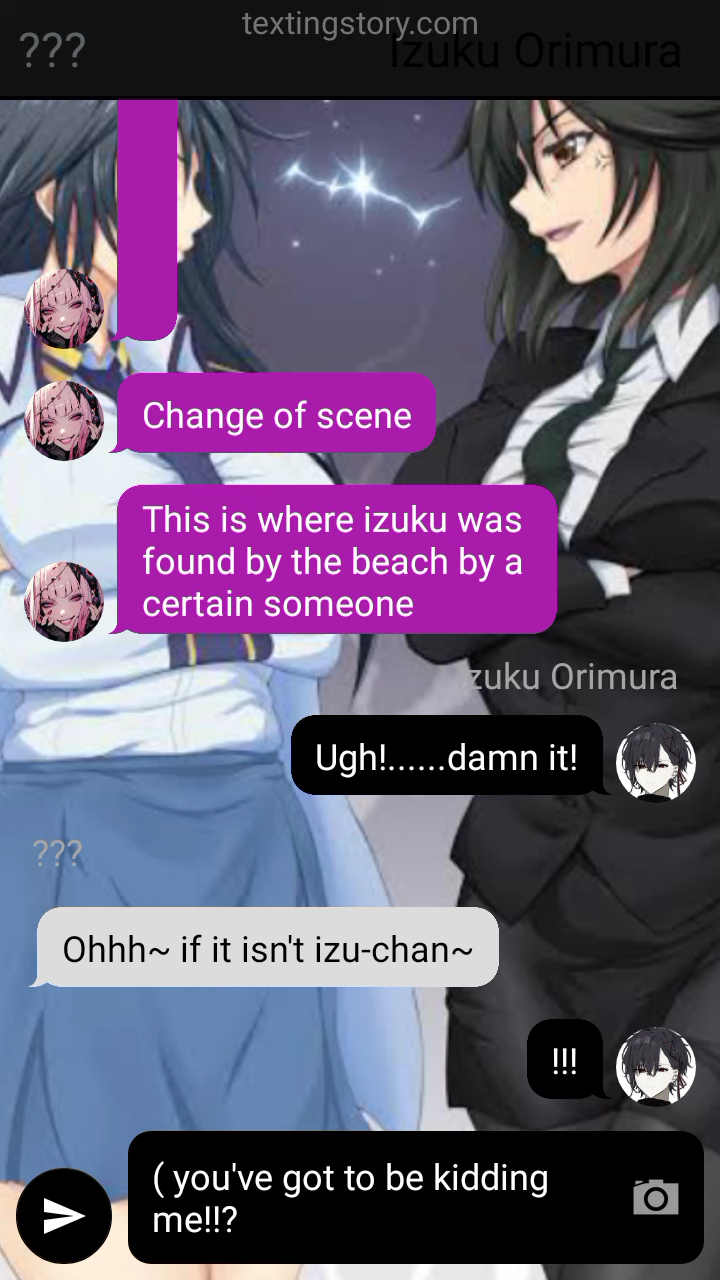 textingstory.com
??? Izuku Orimura
Change of scene
This is where izuku was
found by the beach by a
certain someone
Izuku Orimura
Ugh!......damn it!
???
Ohhh~ if it isn't izu-chan~
!!!
( you've got to be kidding
me!!?